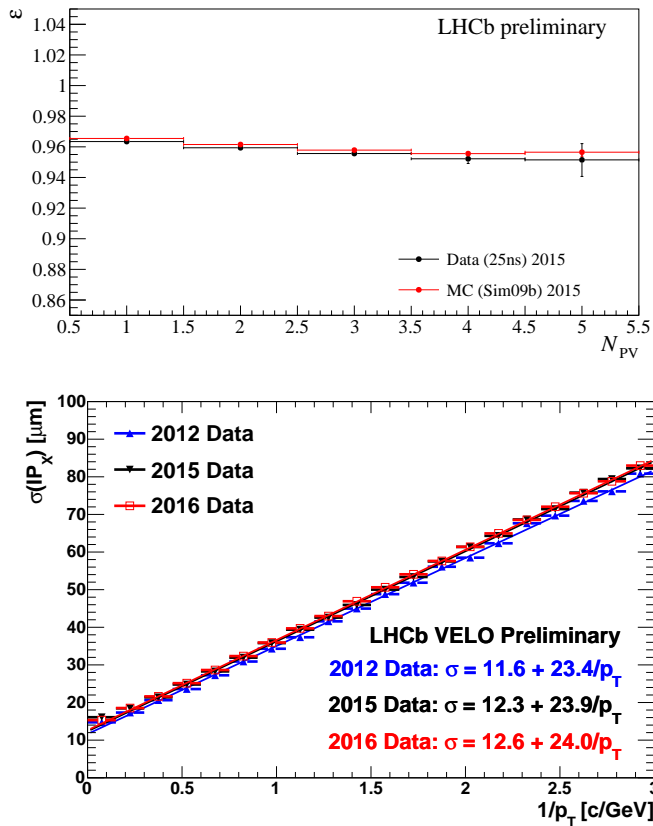 ε
1.04
1.02
1
0.98
0.96
0.94
0.92
0.9
0.88
0.86
LHCb preliminary
Data (25ns) 2015
MC (Sim09b) 2015
0.5 1 1.5 2 2.5 3 3.5 4 4.5 5 5.5
N_PV
σ(IP_X) [μm]
100
90
80
70
60
50
40
30
20
10
0
2012 Data
2015 Data
2016 Data
LHCb VELO Preliminary
2012 Data: σ = 11.6 + 23.4/p_T
2015 Data: σ = 12.3 + 23.9/p_T
2016 Data: σ = 12.6 + 24.0/p_T
0 0.5 1 1.5 2 2.5 3
1/p_T [c/GeV]